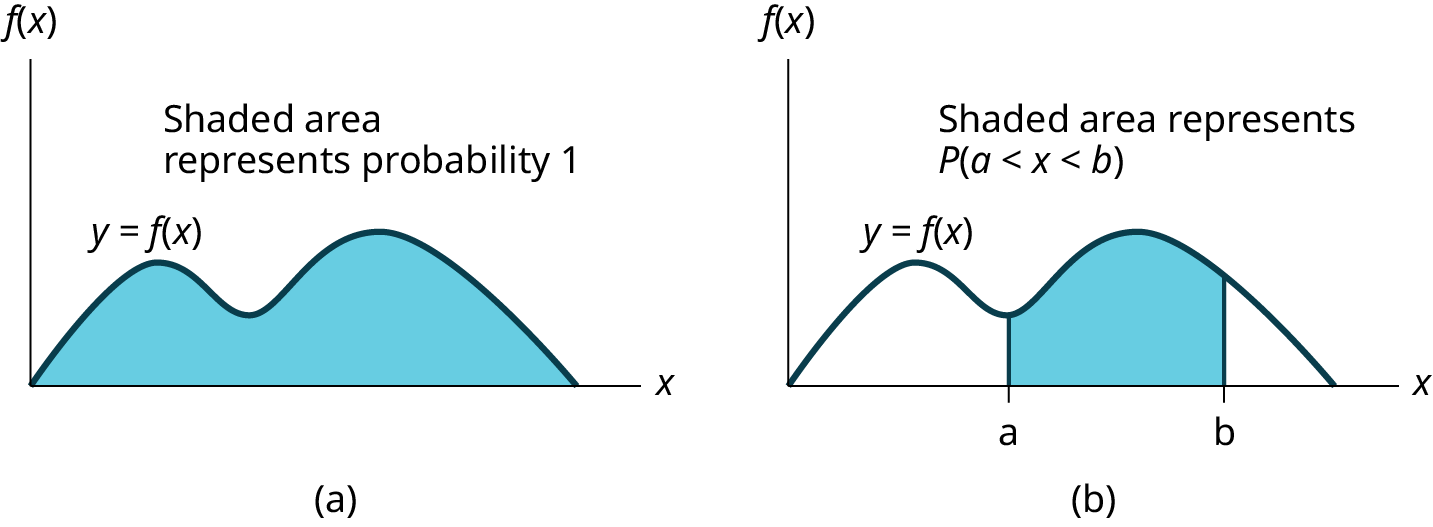 f(x)
Shaded area
represents probability 1
y = f(x)
x
(a)
f(x)
Shaded area represents
P(a < x < b)
y = f(x)
x
a
b
(b)